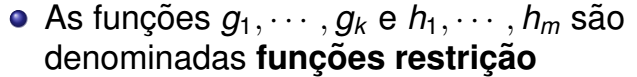 As funções g₁, ⋯ , gₖ e h₁, ⋯ , hₘ são
denominadas funções restrição